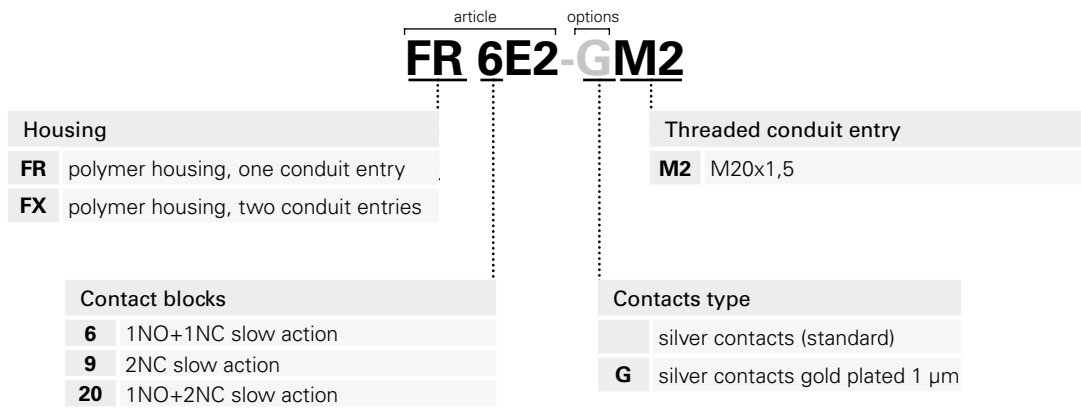 article options
FR 6E2-GM2
Housing
FR polymer housing, one conduit entry
FX polymer housing, two conduit entries
Threaded conduit entry
M2 M20x1,5
Contact blocks
6 1NO+1NC slow action
9 2NC slow action
20 1NO+2NC slow action
Contacts type
silver contacts (standard)
G silver contacts gold plated 1 µm